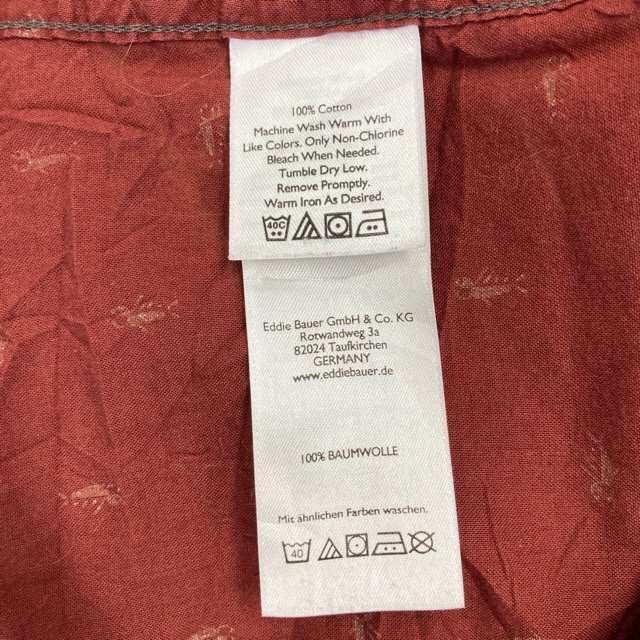 100% Cotton
Machine Wash Warm With
Like Colors. Only Non-Chlorine
Bleach When Needed.
Tumble Dry Low.
Remove Promptly.
Warm Iron As Desired.
40C
Eddie Bauer GmbH & Co. KG
Rotwandweg 3a
82024 Taufkirchen
GERMANY
www.eddiebauer.de
100% BAUMWOLLE
Mit ähnlichen Farben waschen.
40